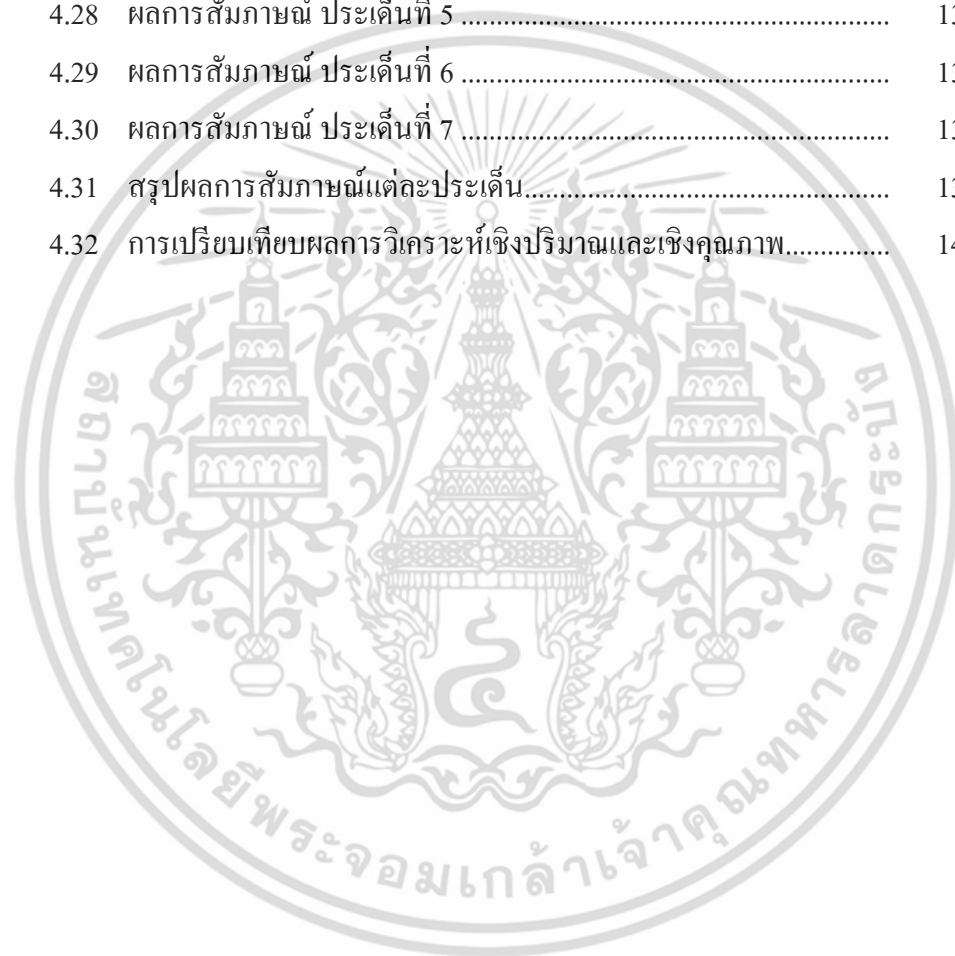 4.28 ผลการสัมภาษณ์ ประเด็นที่ 5 .......... 13
4.29 ผลการสัมภาษณ์ ประเด็นที่ 6 .......... 13
4.30 ผลการสัมภาษณ์ ประเด็นที่ 7 .......... 13
4.31 สรุปผลการสัมภาษณ์แต่ละประเด็น.......... 13
4.32 การเปรียบเทียบผลการวิเคราะห์เชิงปริมาณและเชิงคุณภาพ.......... 14
สถาบันเทคโนโลยีพระจอมเกล้าเจ้าคุณทหารลาดกระบัง